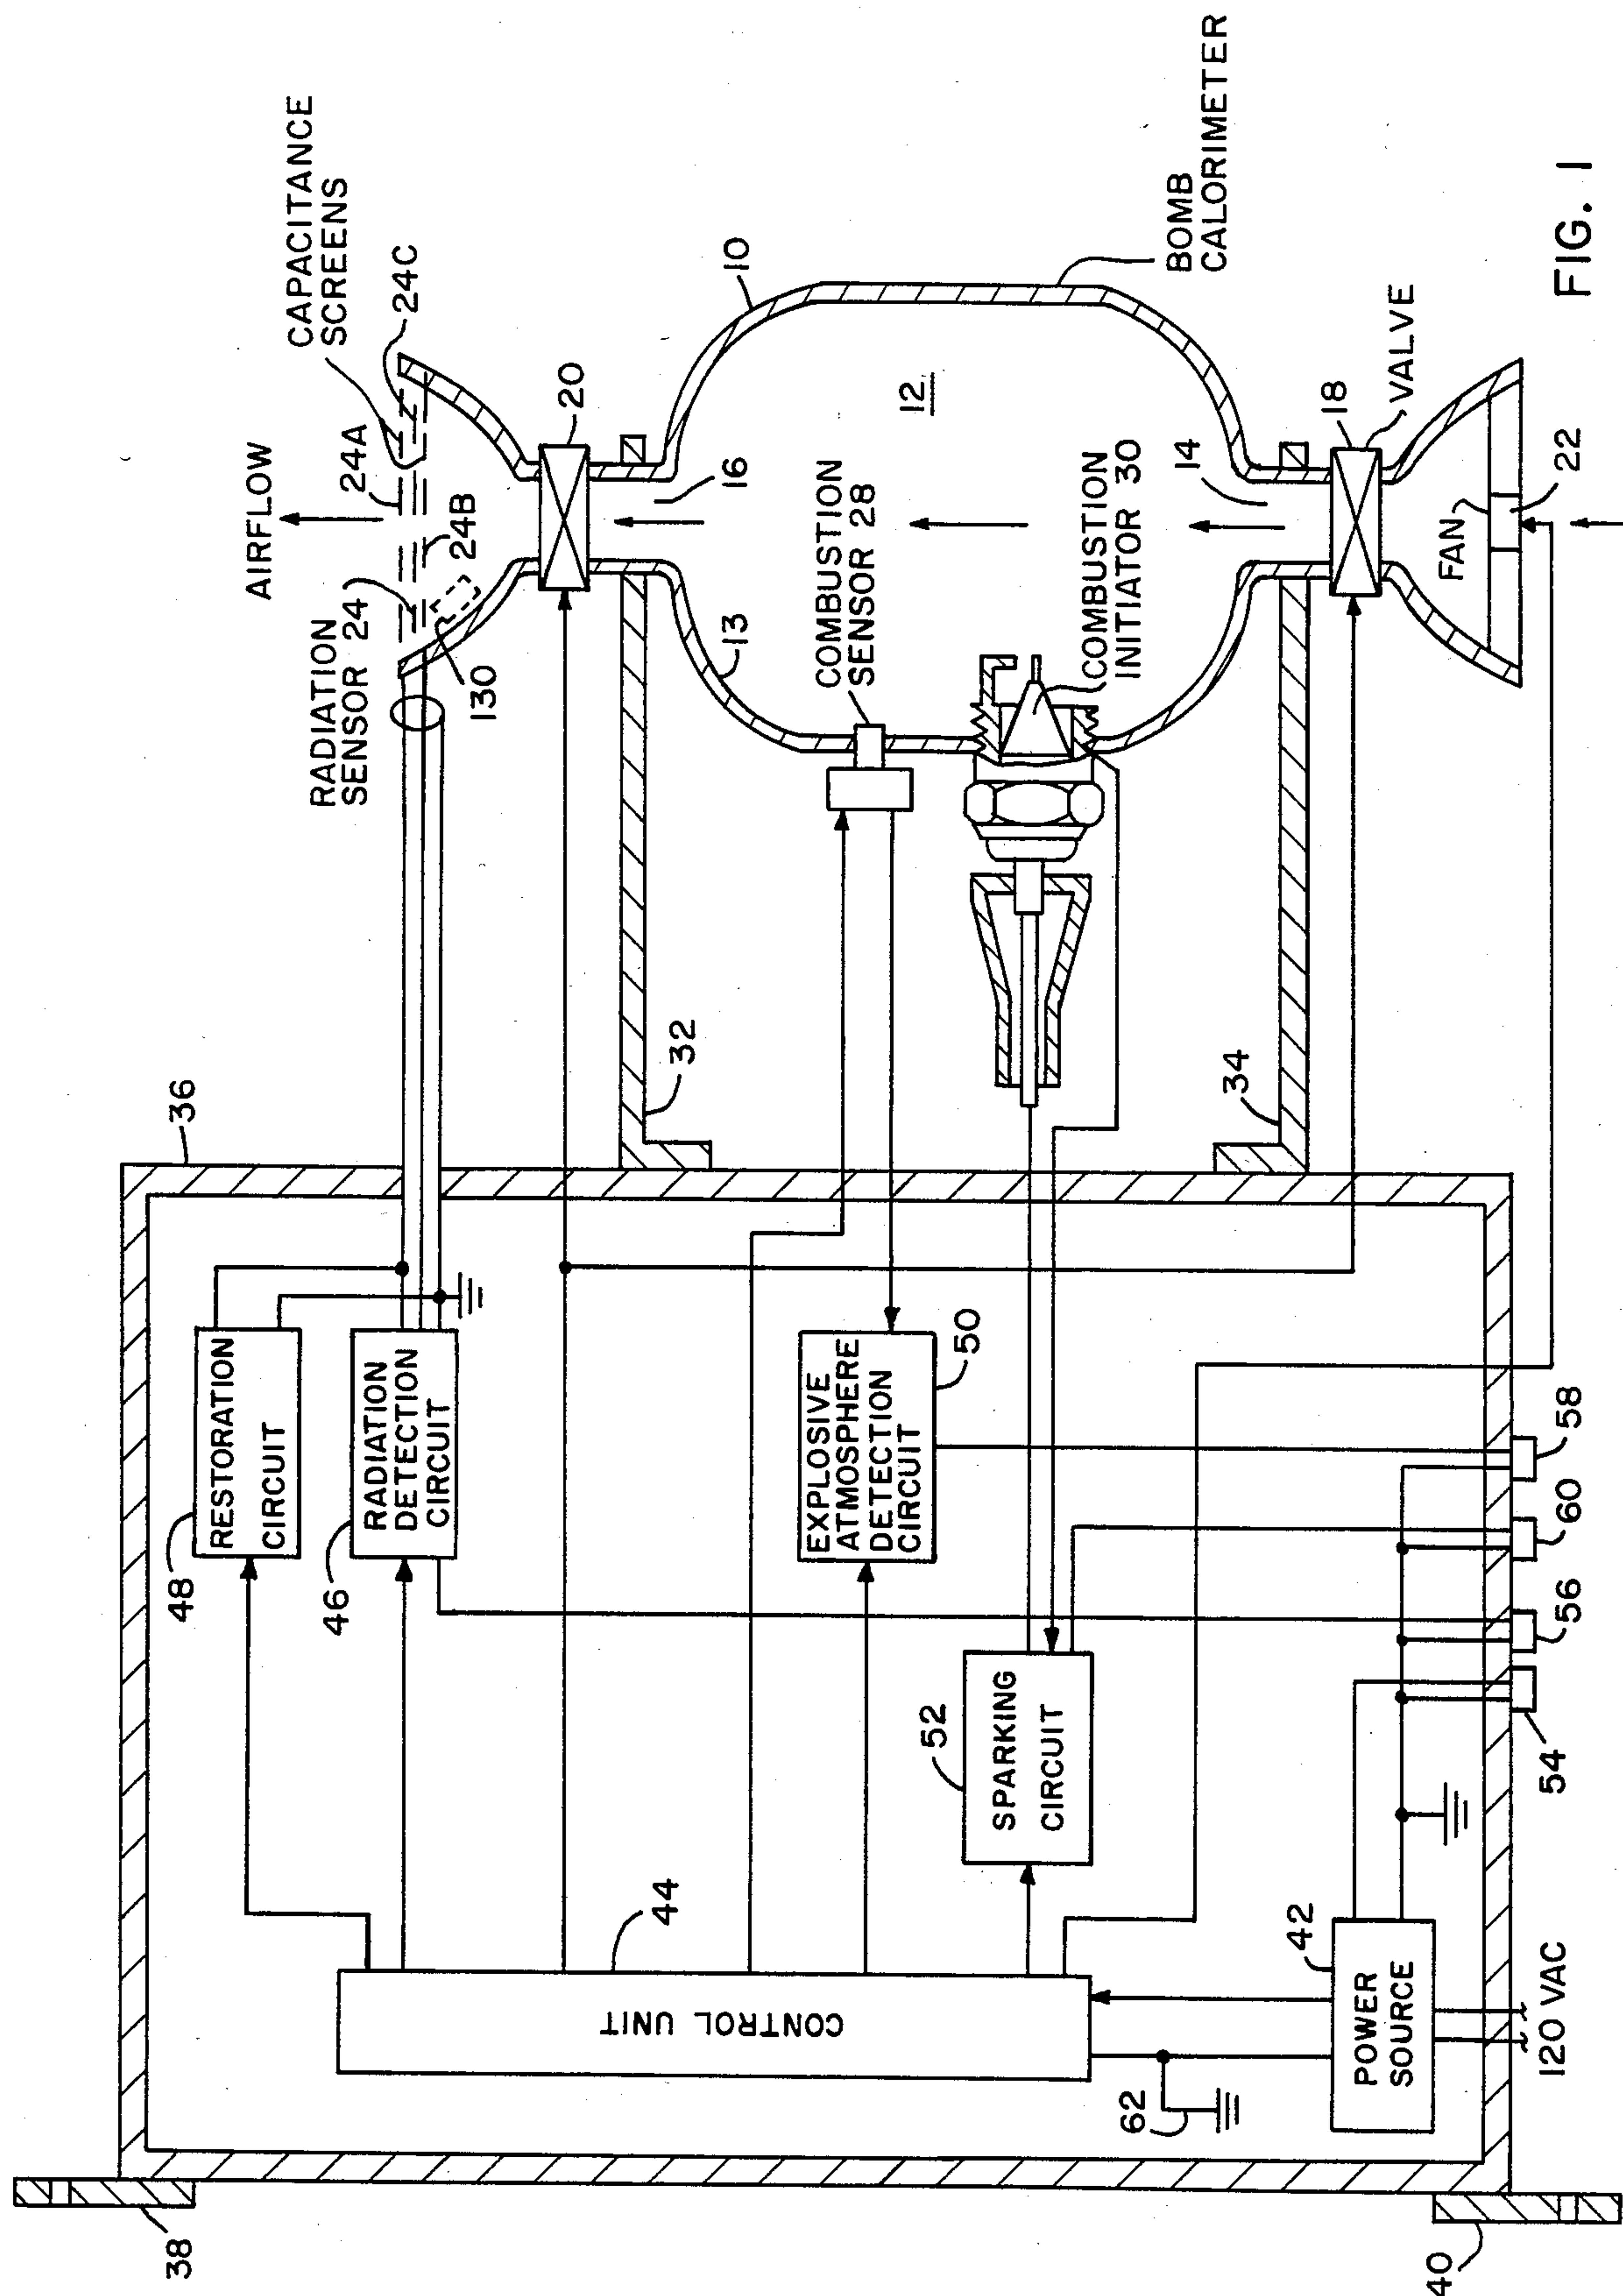 AIRFLOW
CAPACITANCE
SCREENS
24A
24C
RADIATION
SENSOR 24
24B
130
20
16
10
13
12
COMBUSTION
SENSOR 28
COMBUSTION
INITIATOR 30
BOMB
CALORIMETER
14
18
VALVE
FAN
22
32
34
36
48
RESTORATION
CIRCUIT
46
RADIATION
DETECTION
CIRCUIT
EXPLOSIVE
ATMOSPHERE
DETECTION
CIRCUIT
50
52
SPARKING
CIRCUIT
44
CONTROL UNIT
62
42
POWER
SOURCE
120 VAC
54
56
60
58
38
40
FIG. 1